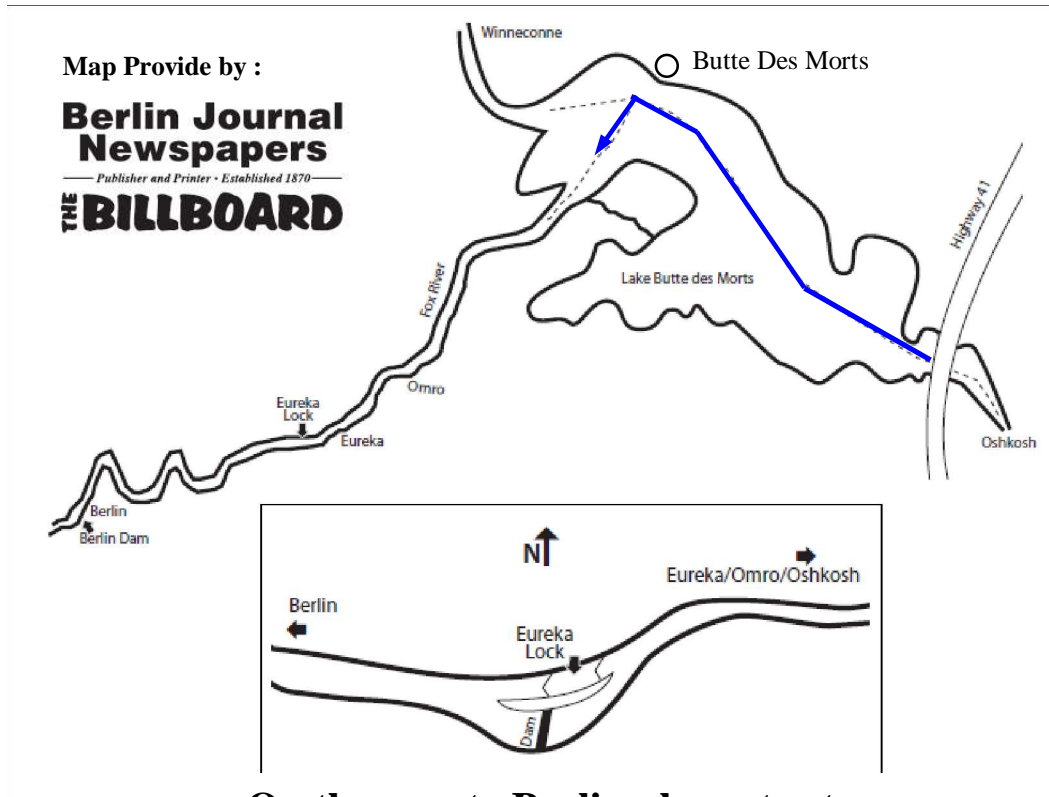 Winneconne
Butte Des Morts
Map Provide by :
Berlin Journal
Newspapers
Publisher and Printer • Established 1870
THE BILLBOARD
Highway 41
Lake Butte des Morts
Fox River
Omro
Eureka
Lock
Eureka
Oshkosh
Berlin
Berlin Dam
N
Eureka/Omro/Oshkosh
Berlin
Eureka
Lock
Dam